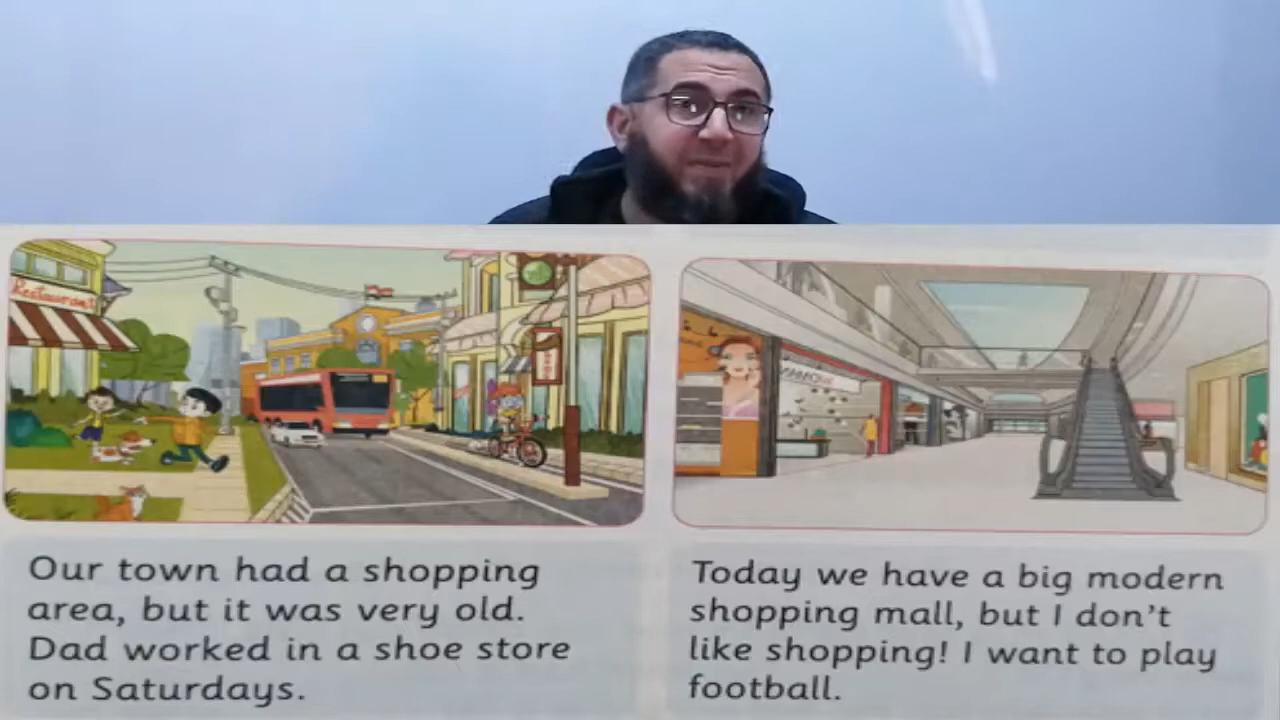 Restaurant
Our town had a shopping
area, but it was very old.
Dad worked in a shoe store
on Saturdays.
Today we have a big modern
shopping mall, but I don't
like shopping! I want to play
football.